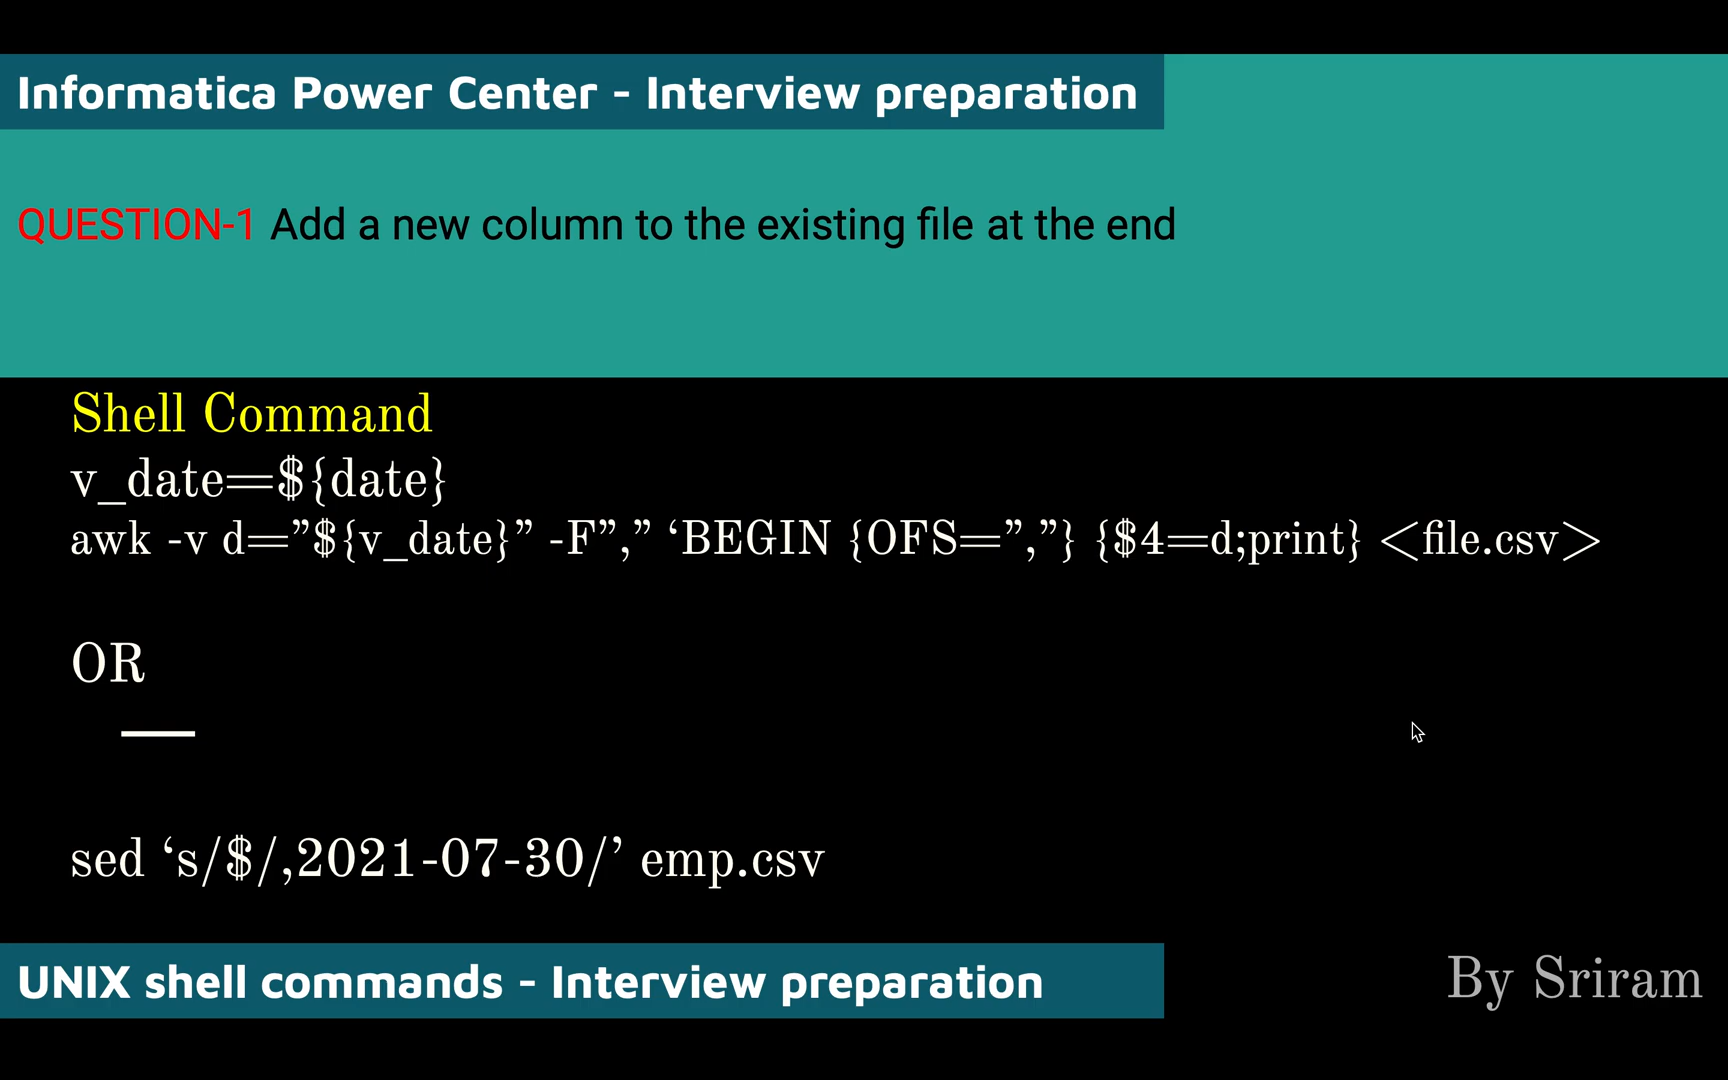 Informatica Power Center - Interview preparation
QUESTION-1 Add a new column to the existing file at the end
Shell Command
v_date=${date}
awk -v d=”${v_date}” -F”,” ‘BEGIN {OFS=”,”} {$4=d;print} <file.csv>
OR
sed ‘s/$/,2021-07-30/’ emp.csv
UNIX shell commands - Interview preparation
By Sriram